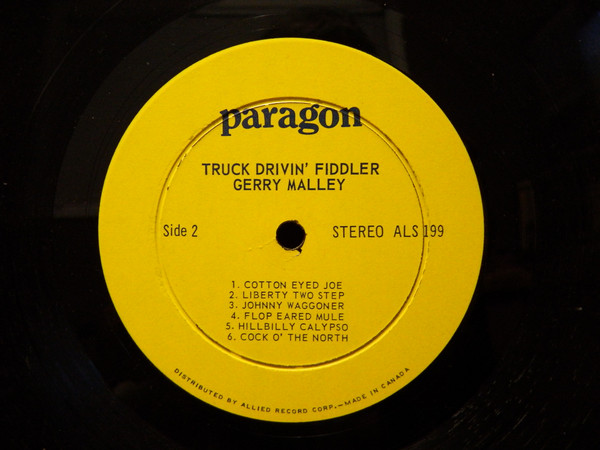 paragon
TRUCK DRIVIN' FIDDLER
GERRY MALLEY
Side 2
STEREO ALS 199
1. COTTON EYED JOE
2. LIBERTY TWO STEP
3. JOHNNY WAGGONER
4. FLOP EARED MULE
5. HILLBILLY CALYPSO
6. COCK O' THE NORTH
DISTRIBUTED BY ALLIED RECORD CORP.—MADE IN CANADA